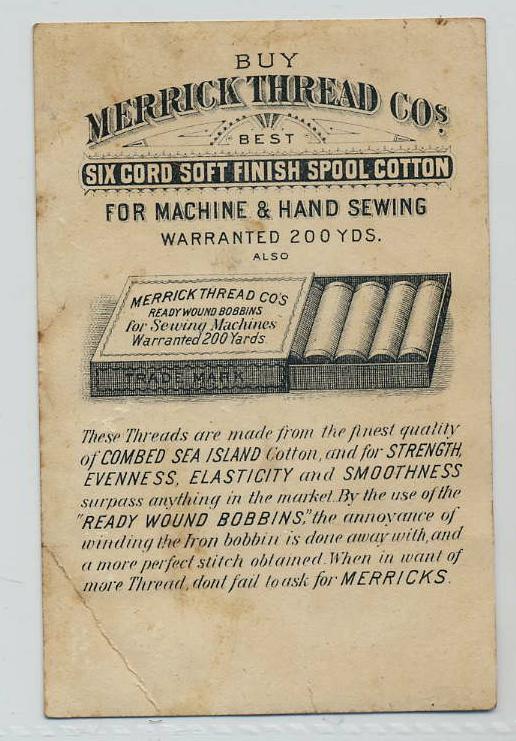 BUY
MERRICK THREAD COS.
BEST
SIX CORD SOFT FINISH SPOOL COTTON
FOR MACHINE & HAND SEWING
WARRANTED 200 YDS.
ALSO
MERRICK THREAD CO'S
READY WOUND BOBBINS
for Sewing Machines
Warranted 200 Yards
TRADE MARK
These Threads are made from the finest quality
of COMBED SEA ISLAND Cotton, and for STRENGTH,
EVENNESS, ELASTICITY and SMOOTHNESS
surpass anything in the market. By the use of the
"READY WOUND BOBBINS," the annoyance of
winding the Iron bobbin is done away with, and
a more perfect stitch obtained. When in want of
more Thread, dont fail to ask for MERRICKS.